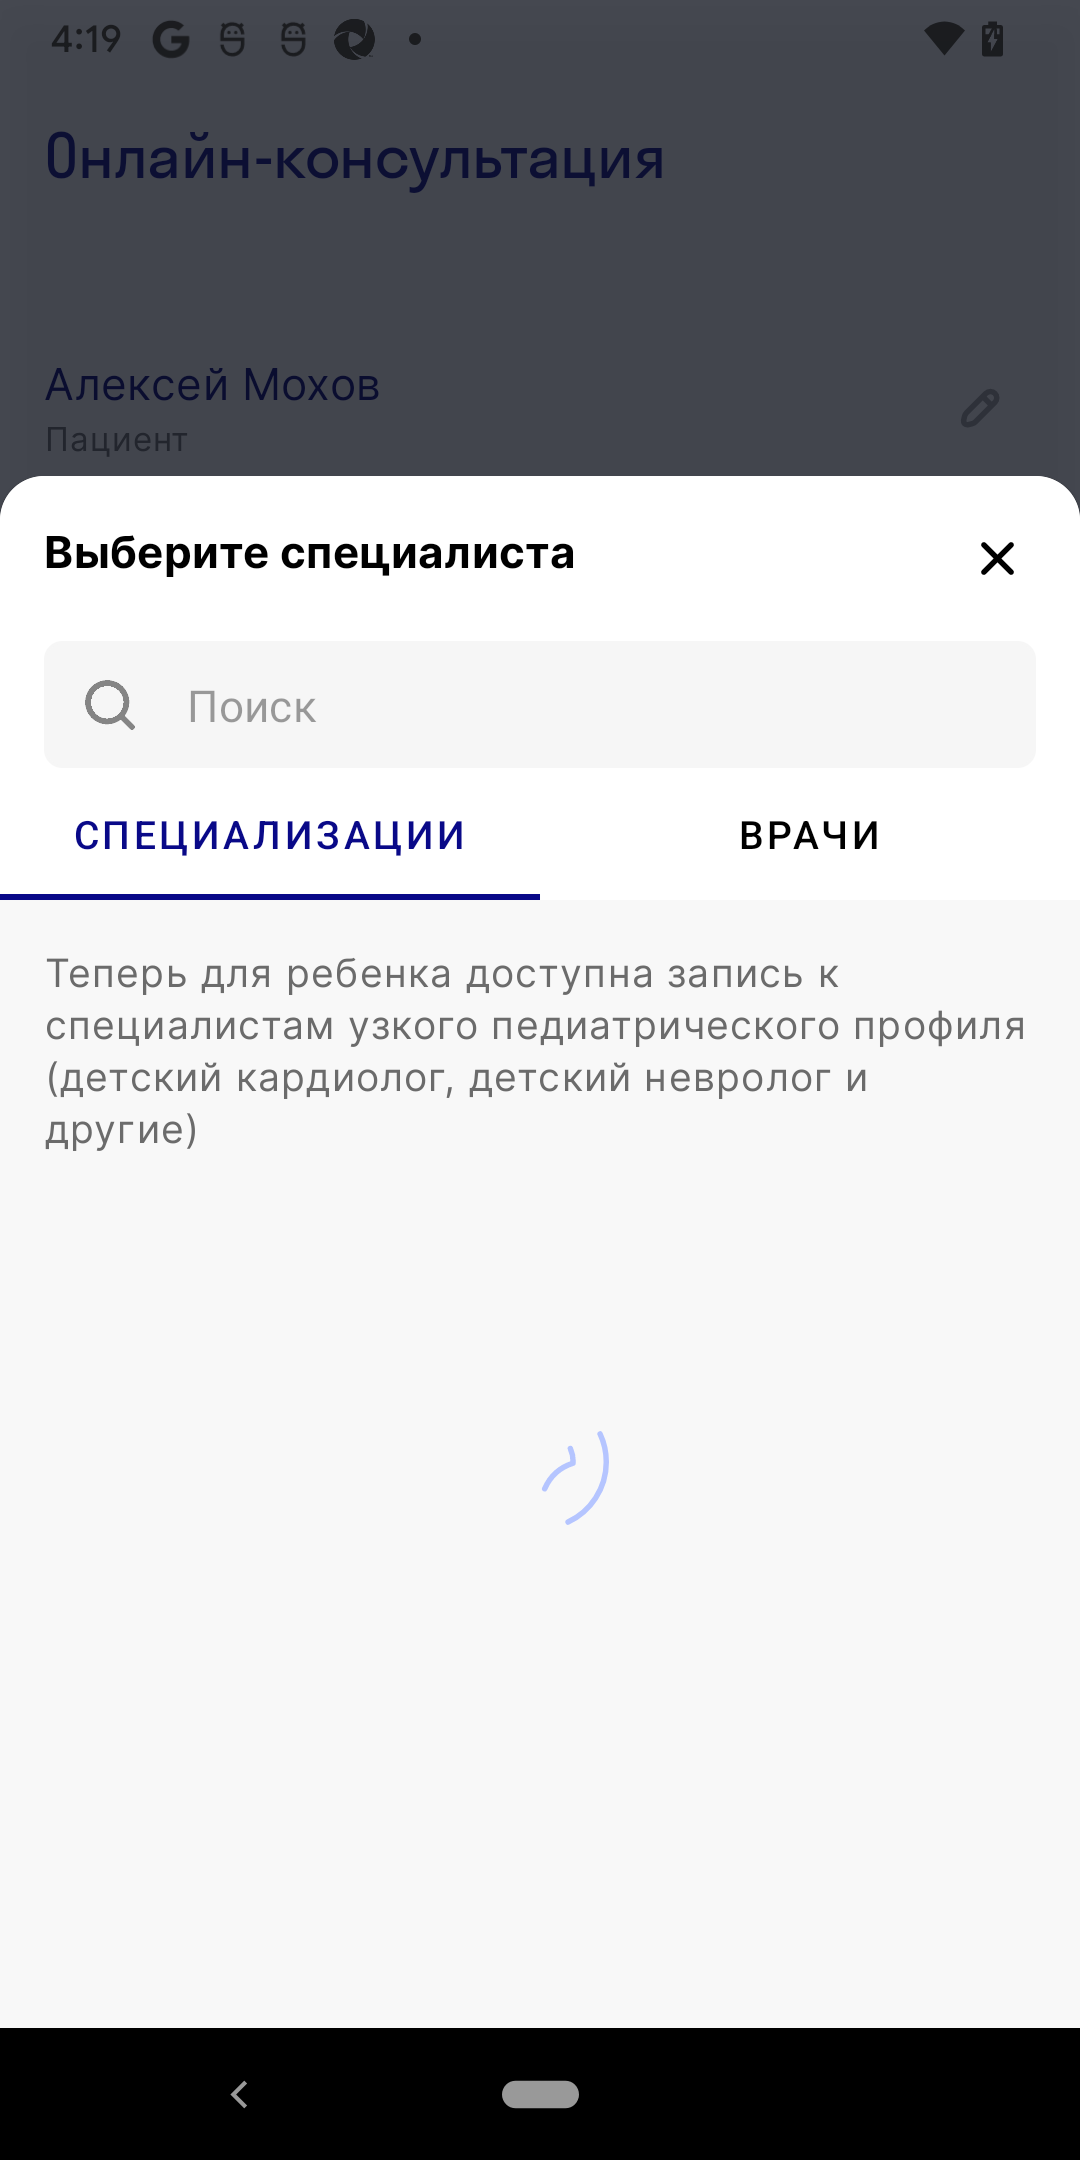 4:19
Онлайн-консультация
Алексей Мохов
Пациент
Выберите специалиста
Поиск
СПЕЦИАЛИЗАЦИИ
ВРАЧИ
Теперь для ребенка доступна запись к
специалистам узкого педиатрического профиля
(детский кардиолог, детский невролог и
другие)